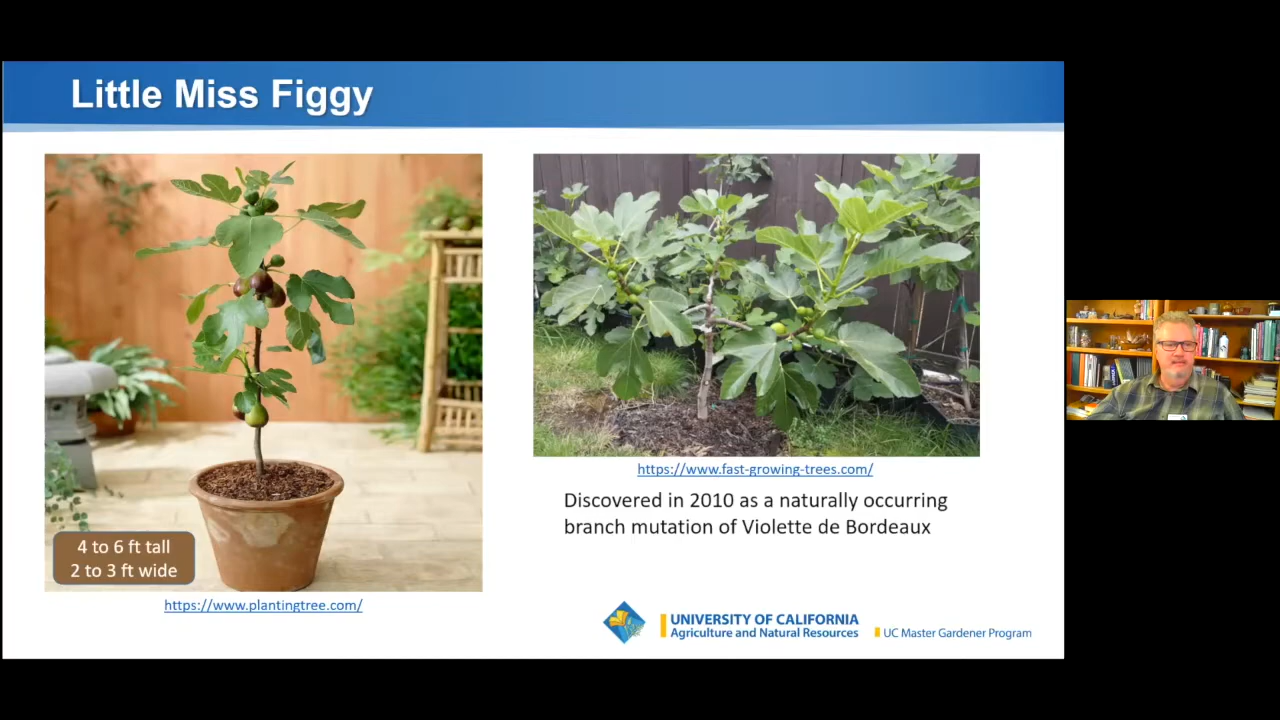 Little Miss Figgy
4 to 6 ft tall
2 to 3 ft wide
https://www.plantingtree.com/
https://www.fast-growing-trees.com/
Discovered in 2010 as a naturally occurring
branch mutation of Violette de Bordeaux
UNIVERSITY OF CALIFORNIA
Agriculture and Natural Resources
UC Master Gardener Program